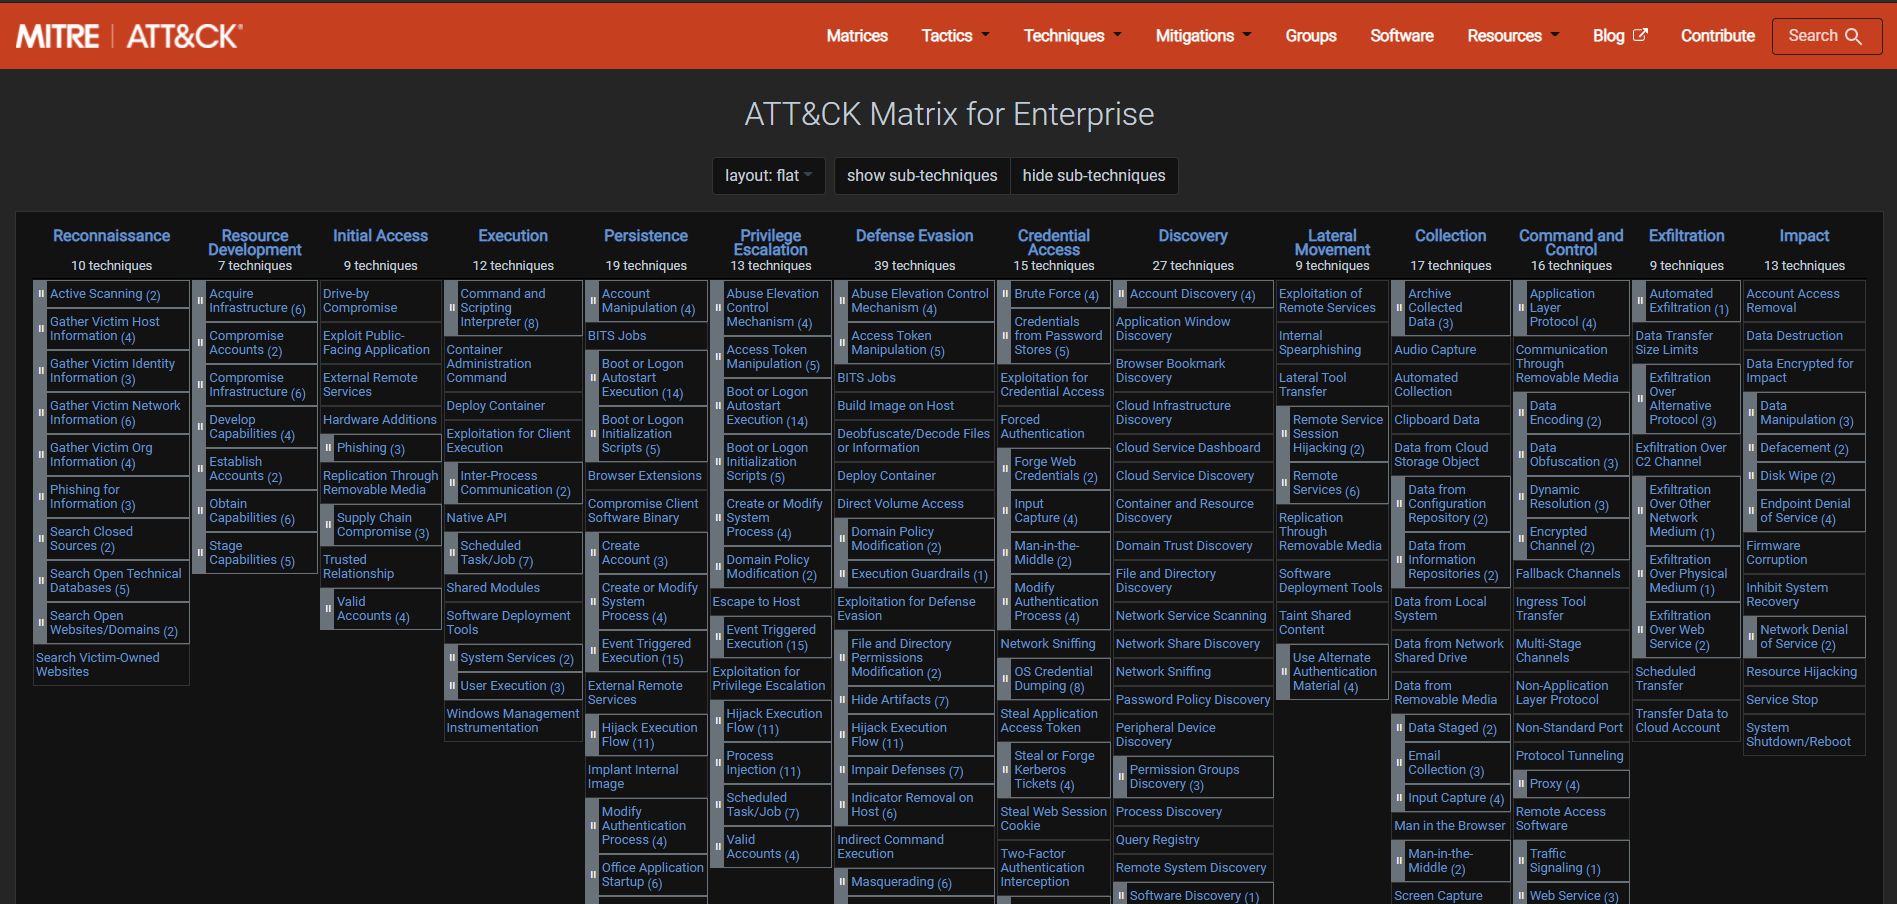 MITRE | ATT&CK®
Matrices
Tactics
Techniques
Mitigations
Groups
Software
Resources
Blog
Contribute
Search
ATT&CK Matrix for Enterprise
layout: flat
show sub-techniques
hide sub-techniques
Reconnaissance
10 techniques
Active Scanning (2)
Gather Victim Host
Information (4)
Gather Victim Identity
Information (3)
Gather Victim Network
Information (6)
Gather Victim Org
Information (4)
Phishing for
Information (3)
Search Closed
Sources (2)
Search Open Technical
Databases (5)
Search Open
Websites/Domains (2)
Search Victim-Owned
Websites
Resource
Development
7 techniques
Acquire
Infrastructure (6)
Compromise
Accounts (2)
Compromise
Infrastructure (6)
Develop
Capabilities (4)
Establish
Accounts (2)
Obtain
Capabilities (6)
Stage
Capabilities (5)
Initial Access
9 techniques
Drive-by
Compromise
Exploit Public-
Facing Application
External Remote
Services
Hardware Additions
Phishing (3)
Replication Through
Removable Media
Supply Chain
Compromise (3)
Trusted
Relationship
Valid
Accounts (4)
Execution
12 techniques
Command and
Scripting
Interpreter (8)
Container
Administration
Command
Deploy Container
Exploitation for Client
Execution
Inter-Process
Communication (2)
Native API
Scheduled
Task/Job (7)
Shared Modules
Software Deployment
Tools
System Services (2)
User Execution (3)
Windows Management
Instrumentation
Persistence
19 techniques
Account
Manipulation (4)
BITS Jobs
Boot or Logon
Autostart
Execution (14)
Boot or Logon
Initialization
Scripts (5)
Browser Extensions
Compromise Client
Software Binary
Create
Account (3)
Create or Modify
System
Process (4)
Event Triggered
Execution (15)
External Remote
Services
Hijack Execution
Flow (11)
Implant Internal
Image
Modify
Authentication
Process (4)
Office Application
Startup (6)
Privilege
Escalation
13 techniques
Abuse Elevation
Control
Mechanism (4)
Access Token
Manipulation (5)
Boot or Logon
Autostart
Execution (14)
Boot or Logon
Initialization
Scripts (5)
Create or Modify
System
Process (4)
Domain Policy
Modification (2)
Escape to Host
Event Triggered
Execution (15)
Exploitation for
Privilege Escalation
Hijack Execution
Flow (11)
Process
Injection (11)
Scheduled
Task/Job (7)
Valid
Accounts (4)
Defense Evasion
39 techniques
Abuse Elevation Control
Mechanism (4)
Access Token
Manipulation (5)
BITS Jobs
Build Image on Host
Deobfuscate/Decode Files
or Information
Deploy Container
Direct Volume Access
Domain Policy
Modification (2)
Execution Guardrails (1)
Exploitation for Defense
Evasion
File and Directory
Permissions
Modification (2)
Hide Artifacts (7)
Hijack Execution
Flow (11)
Impair Defenses (7)
Indicator Removal on
Host (6)
Indirect Command
Execution
Masquerading (6)
Credential
Access
15 techniques
Brute Force (4)
Credentials
from Password
Stores (5)
Exploitation for
Credential Access
Forced
Authentication
Forge Web
Credentials (2)
Input
Capture (4)
Man-in-the-
Middle (2)
Modify
Authentication
Process (4)
Network Sniffing
OS Credential
Dumping (8)
Steal Application
Access Token
Steal or Forge
Kerberos
Tickets (4)
Steal Web Session
Cookie
Two-Factor
Authentication
Interception
Discovery
27 techniques
Account Discovery (4)
Application Window
Discovery
Browser Bookmark
Discovery
Cloud Infrastructure
Discovery
Cloud Service Dashboard
Cloud Service Discovery
Container and Resource
Discovery
Domain Trust Discovery
File and Directory
Discovery
Network Service Scanning
Network Share Discovery
Network Sniffing
Password Policy Discovery
Peripheral Device
Discovery
Permission Groups
Discovery (3)
Process Discovery
Query Registry
Remote System Discovery
Software Discovery (1)
Lateral
Movement
9 techniques
Exploitation of
Remote Services
Internal
Spearphishing
Lateral Tool
Transfer
Remote Service
Session
Hijacking (2)
Remote
Services (6)
Replication
Through
Removable Media
Software
Deployment Tools
Taint Shared
Content
Use Alternate
Authentication
Material (4)
Collection
17 techniques
Archive
Collected
Data (3)
Audio Capture
Automated
Collection
Clipboard Data
Data from Cloud
Storage Object
Data from
Configuration
Repository (2)
Data from
Information
Repositories (2)
Data from Local
System
Data from Network
Shared Drive
Data from
Removable Media
Data Staged (2)
Email
Collection (3)
Input Capture (4)
Man in the Browser
Man-in-the-
Middle (2)
Screen Capture
Command and
Control
16 techniques
Application
Layer
Protocol (4)
Communication
Through
Removable Media
Data
Encoding (2)
Data
Obfuscation (3)
Dynamic
Resolution (3)
Encrypted
Channel (2)
Fallback Channels
Ingress Tool
Transfer
Multi-Stage
Channels
Non-Application
Layer Protocol
Non-Standard Port
Protocol Tunneling
Proxy (4)
Remote Access
Software
Traffic
Signaling (1)
Web Service (3)
Exfiltration
9 techniques
Automated
Exfiltration (1)
Data Transfer
Size Limits
Exfiltration
Over
Alternative
Protocol (3)
Exfiltration Over
C2 Channel
Exfiltration
Over Other
Network
Medium (1)
Exfiltration
Over Physical
Medium (1)
Exfiltration
Over Web
Service (2)
Scheduled
Transfer
Transfer Data to
Cloud Account
Impact
13 techniques
Account Access
Removal
Data Destruction
Data Encrypted for
Impact
Data
Manipulation (3)
Defacement (2)
Disk Wipe (2)
Endpoint Denial
of Service (4)
Firmware
Corruption
Inhibit System
Recovery
Network Denial
of Service (2)
Resource Hijacking
Service Stop
System
Shutdown/Reboot